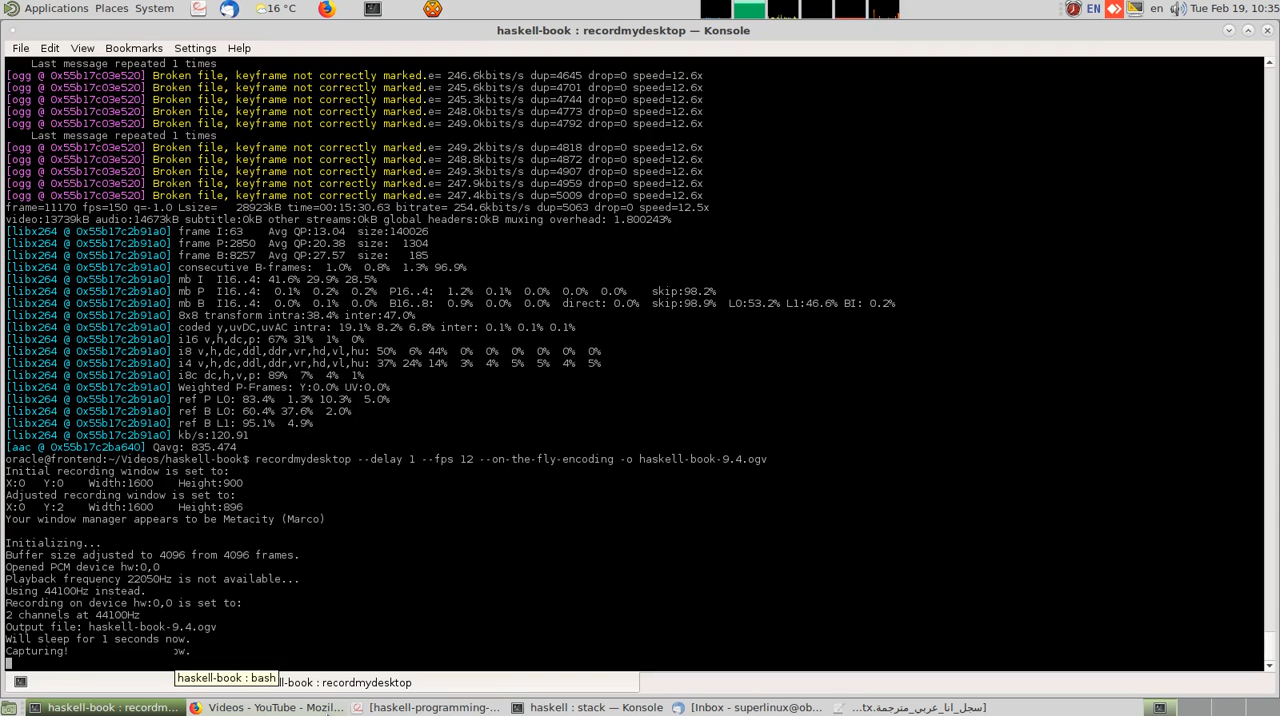 Applications Places System 16 °C EN en Tue Feb 19, 10:35
haskell-book : recordmydesktop — Konsole
File Edit View Bookmarks Settings Help
Last message repeated 1 times
[ogg @ 0x55b17c03e520] Broken file, keyframe not correctly marked.e= 246.6kbits/s dup=4645 drop=0 speed=12.6x
[ogg @ 0x55b17c03e520] Broken file, keyframe not correctly marked.e= 245.6kbits/s dup=4701 drop=0 speed=12.6x
[ogg @ 0x55b17c03e520] Broken file, keyframe not correctly marked.e= 245.3kbits/s dup=4744 drop=0 speed=12.6x
[ogg @ 0x55b17c03e520] Broken file, keyframe not correctly marked.e= 248.0kbits/s dup=4773 drop=0 speed=12.6x
[ogg @ 0x55b17c03e520] Broken file, keyframe not correctly marked.e= 249.0kbits/s dup=4792 drop=0 speed=12.6x
Last message repeated 1 times
[ogg @ 0x55b17c03e520] Broken file, keyframe not correctly marked.e= 249.2kbits/s dup=4818 drop=0 speed=12.6x
[ogg @ 0x55b17c03e520] Broken file, keyframe not correctly marked.e= 248.8kbits/s dup=4872 drop=0 speed=12.6x
[ogg @ 0x55b17c03e520] Broken file, keyframe not correctly marked.e= 249.3kbits/s dup=4907 drop=0 speed=12.6x
[ogg @ 0x55b17c03e520] Broken file, keyframe not correctly marked.e= 247.9kbits/s dup=4959 drop=0 speed=12.6x
[ogg @ 0x55b17c03e520] Broken file, keyframe not correctly marked.e= 247.4kbits/s dup=5009 drop=0 speed=12.6x
frame=11170 fps=150 q=-1.0 Lsize= 28923kB time=00:15:30.63 bitrate= 254.6kbits/s dup=5063 drop=0 speed=12.5x
video:13739kB audio:14673kB subtitle:0kB other streams:0kB global headers:0kB muxing overhead: 1.800243%
[libx264 @ 0x55b17c2b91a0] frame I:63 Avg QP:13.04 size:140026
[libx264 @ 0x55b17c2b91a0] frame P:2850 Avg QP:20.38 size: 1304
[libx264 @ 0x55b17c2b91a0] frame B:8257 Avg QP:27.57 size: 185
[libx264 @ 0x55b17c2b91a0] consecutive B-frames: 1.0% 0.8% 1.3% 96.9%
[libx264 @ 0x55b17c2b91a0] mb I I16..4: 41.6% 29.9% 28.5%
[libx264 @ 0x55b17c2b91a0] mb P I16..4: 0.1% 0.2% 0.2% P16..4: 1.2% 0.1% 0.0% 0.0% 0.0% skip:98.2%
[libx264 @ 0x55b17c2b91a0] mb B I16..4: 0.0% 0.1% 0.0% B16..8: 0.9% 0.0% 0.0% direct: 0.0% skip:98.9% L0:53.2% L1:46.6% BI: 0.2%
[libx264 @ 0x55b17c2b91a0] 8x8 transform intra:38.4% inter:47.0%
[libx264 @ 0x55b17c2b91a0] coded y,uvDC,uvAC intra: 19.1% 8.2% 6.8% inter: 0.1% 0.1% 0.1%
[libx264 @ 0x55b17c2b91a0] i16 v,h,dc,p: 67% 31% 1% 0%
[libx264 @ 0x55b17c2b91a0] i8 v,h,dc,ddl,ddr,vr,hd,vl,hu: 50% 6% 44% 0% 0% 0% 0% 0% 0%
[libx264 @ 0x55b17c2b91a0] i4 v,h,dc,ddl,ddr,vr,hd,vl,hu: 37% 24% 14% 3% 4% 5% 5% 4% 5%
[libx264 @ 0x55b17c2b91a0] i8c dc,h,v,p: 89% 7% 4% 1%
[libx264 @ 0x55b17c2b91a0] Weighted P-Frames: Y:0.0% UV:0.0%
[libx264 @ 0x55b17c2b91a0] ref P L0: 83.4% 1.3% 10.3% 5.0%
[libx264 @ 0x55b17c2b91a0] ref B L0: 60.4% 37.6% 2.0%
[libx264 @ 0x55b17c2b91a0] ref B L1: 95.1% 4.9%
[libx264 @ 0x55b17c2b91a0] kb/s:120.91
[aac @ 0x55b17c2ba640] Qavg: 835.474
oracle@frontend:~/Videos/haskell-book$ recordmydesktop --delay 1 --fps 12 --on-the-fly-encoding -o haskell-book-9.4.ogv
Initial recording window is set to:
X:0 Y:0 Width:1600 Height:900
Adjusted recording window is set to:
X:0 Y:2 Width:1600 Height:896
Your window manager appears to be Metacity (Marco)
Initializing...
Buffer size adjusted to 4096 from 4096 frames.
Opened PCM device hw:0,0
Playback frequency 22050Hz is not available...
Using 44100Hz instead.
Recording on device hw:0,0 is set to:
2 channels at 44100Hz
Output file: haskell-book-9.4.ogv
Will sleep for 1 seconds now.
Capturing! ow.
haskell-book : bash
ll-book : recordmydesktop
haskell-book : recordm... Videos - YouTube - Mozil... [haskell-programming-... haskell : stack — Konsole [Inbox - superlinux@ob... سجل_انا_عربي_مترجمة.tx...]